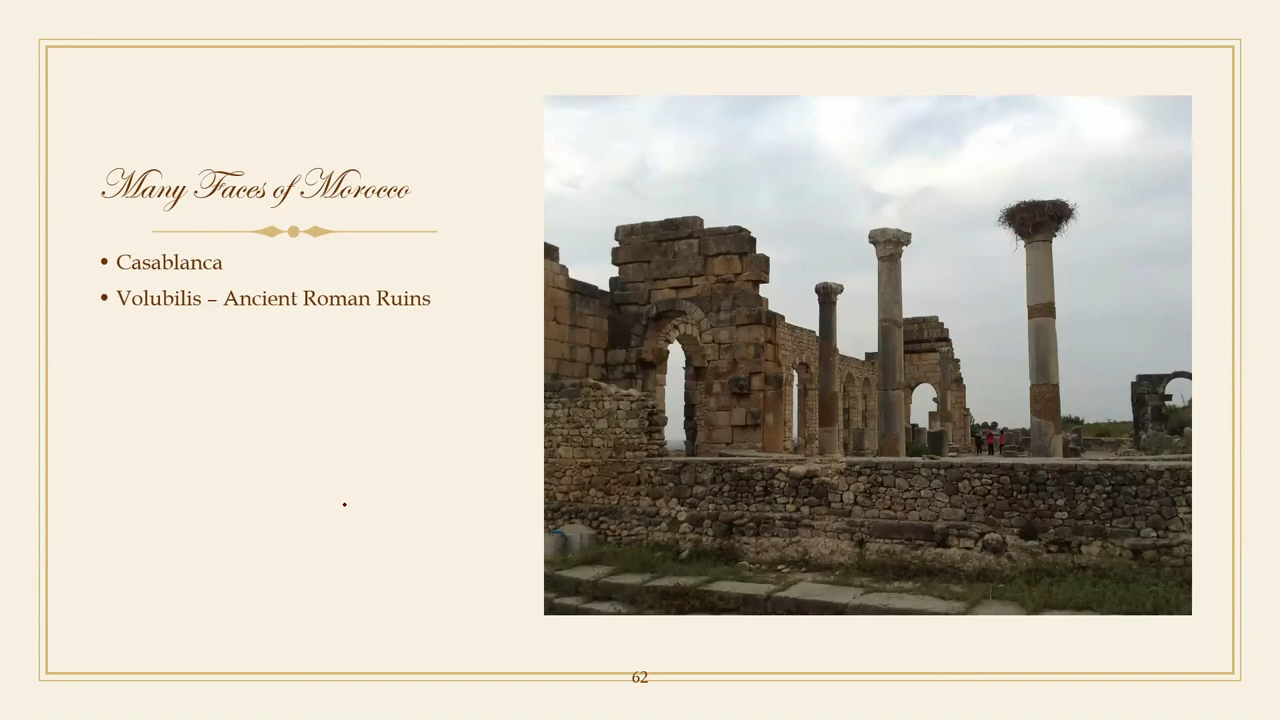 Many Faces of Morocco
• Casablanca
• Volubilis – Ancient Roman Ruins
62